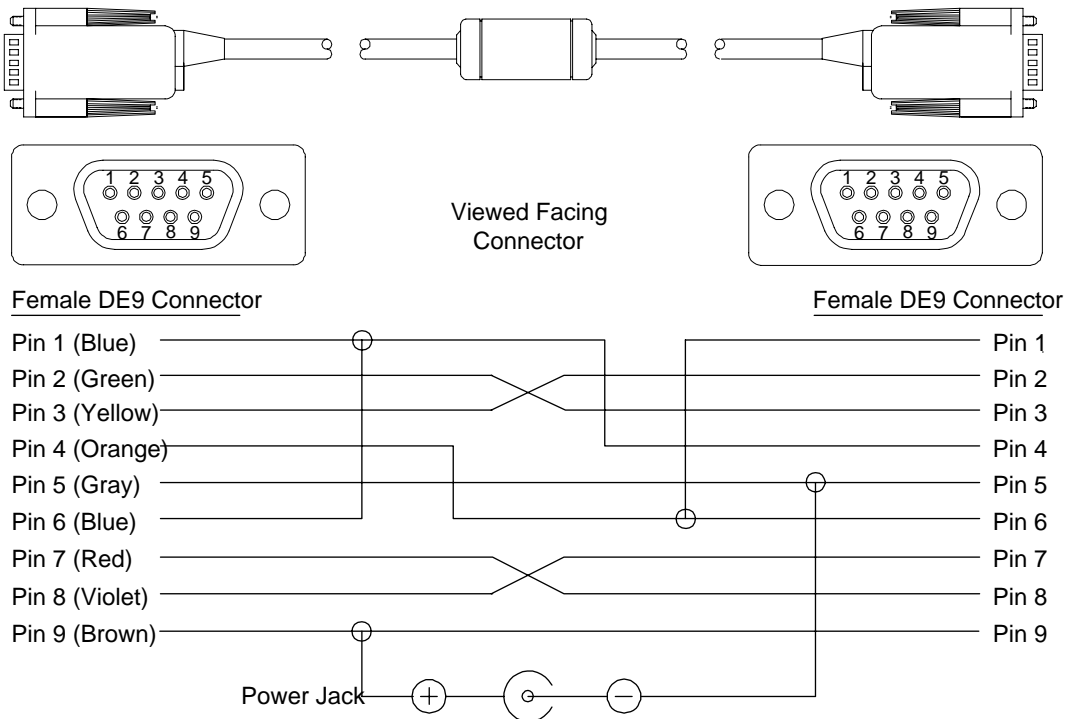 1 2 3 4 5
6 7 8 9
Viewed Facing
Connector
1 2 3 4 5
6 7 8 9
Female DE9 Connector
Female DE9 Connector
Pin 1 (Blue)
Pin 1
Pin 2 (Green)
Pin 2
Pin 3 (Yellow)
Pin 3
Pin 4 (Orange)
Pin 4
Pin 5 (Gray)
Pin 5
Pin 6 (Blue)
Pin 6
Pin 7 (Red)
Pin 7
Pin 8 (Violet)
Pin 8
Pin 9 (Brown)
Pin 9
Power Jack
+
−